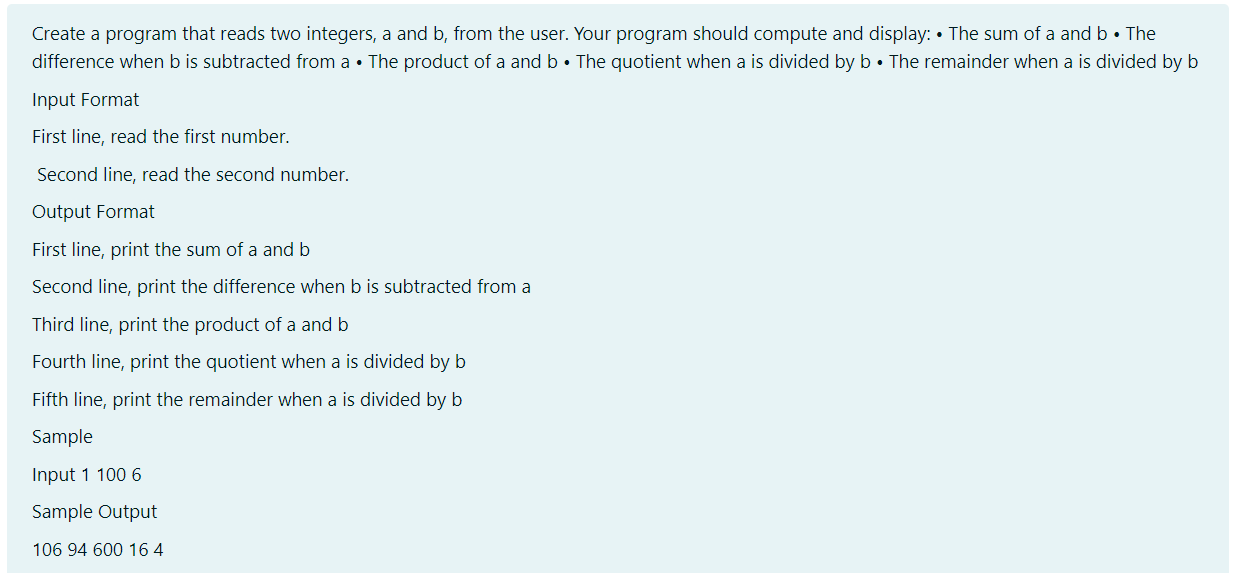 Create a program that reads two integers, a and b, from the user. Your program should compute and display: • The sum of a and b • The
difference when b is subtracted from a • The product of a and b • The quotient when a is divided by b • The remainder when a is divided by b
Input Format
First line, read the first number.
Second line, read the second number.
Output Format
First line, print the sum of a and b
Second line, print the difference when b is subtracted from a
Third line, print the product of a and b
Fourth line, print the quotient when a is divided by b
Fifth line, print the remainder when a is divided by b
Sample
Input 1 100 6
Sample Output
106 94 600 16 4